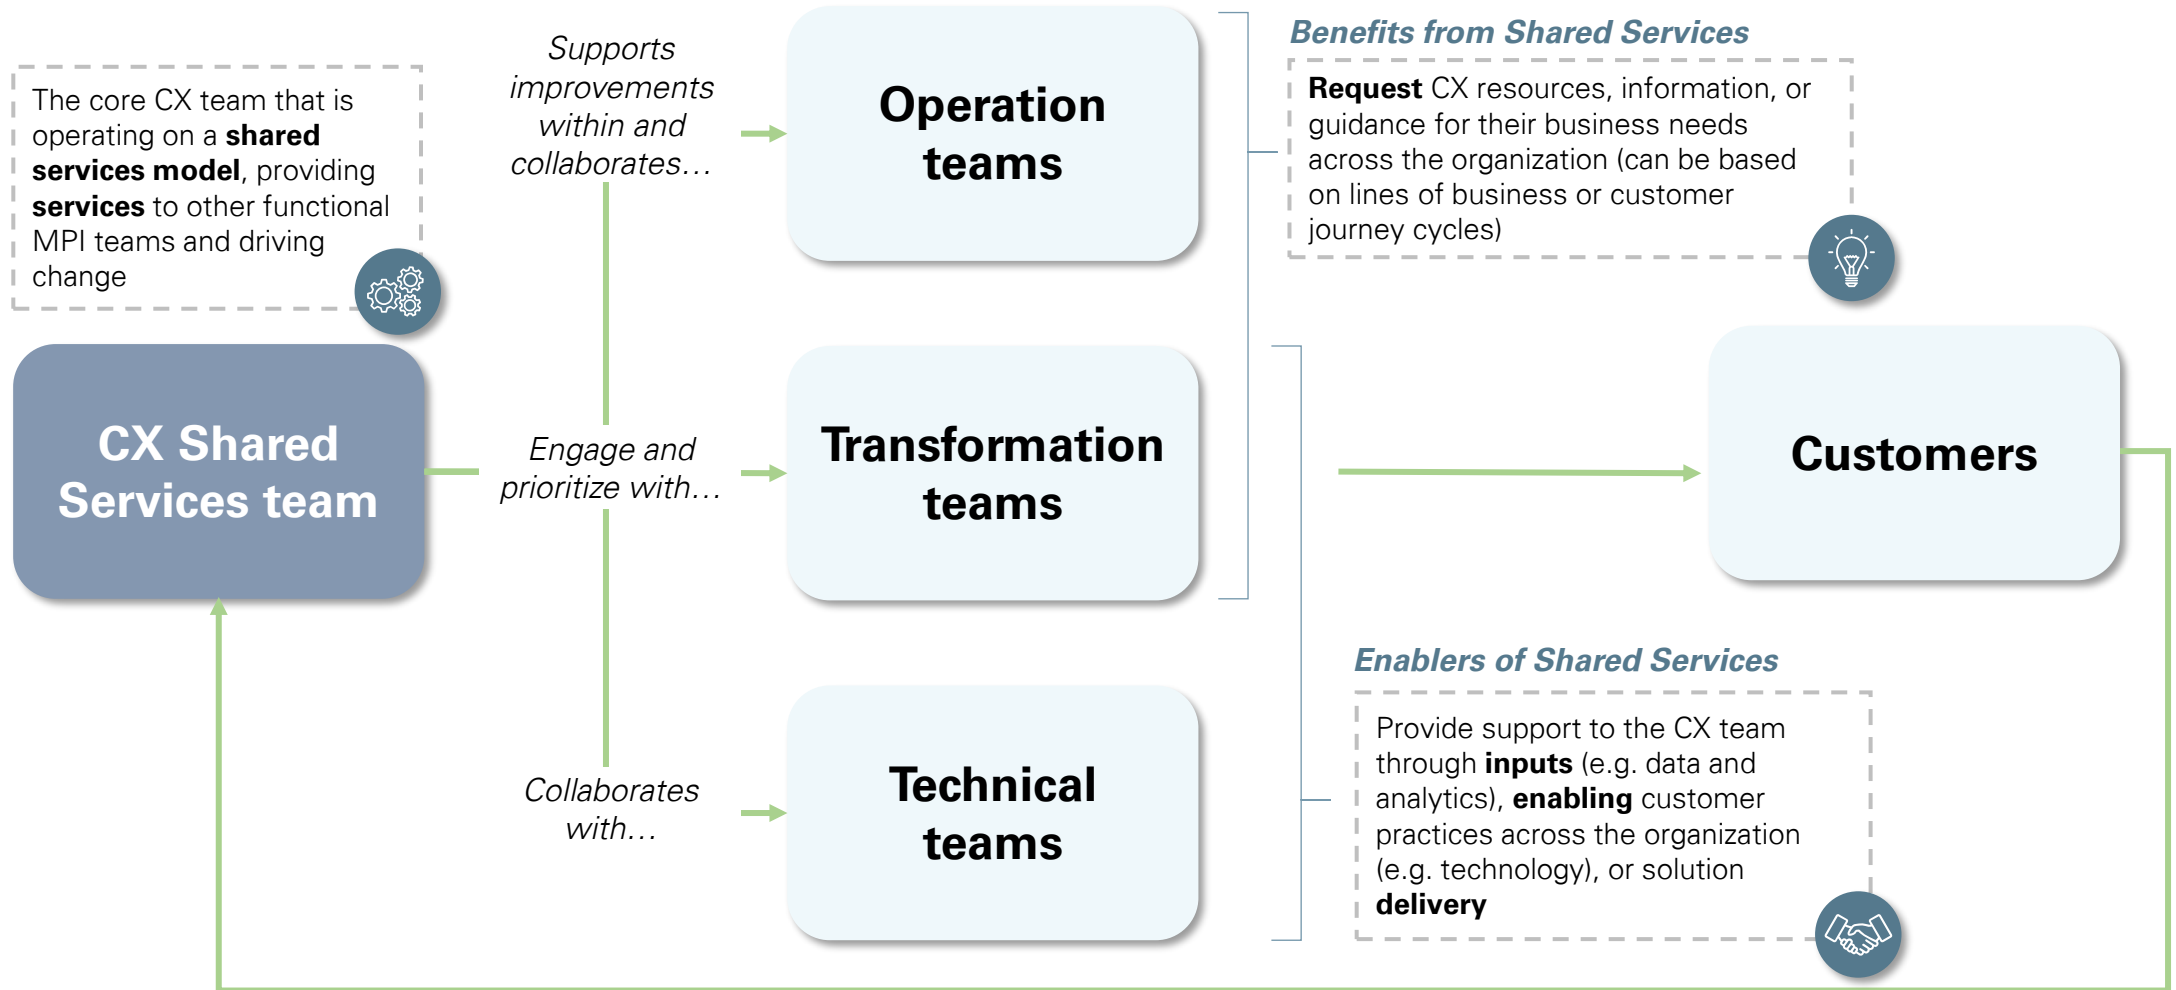 The core CX team that is
operating on a shared
services model, providing
services to other functional
MPI teams and driving
change
CX Shared
Services team
Supports
improvements
within and
collaborates…
Engage and
prioritize with…
Collaborates
with…
Operation
teams
Transformation
teams
Technical
teams
Benefits from Shared Services
Request CX resources, information, or
guidance for their business needs
across the organization (can be based
on lines of business or customer
journey cycles)
Customers
Enablers of Shared Services
Provide support to the CX team
through inputs (e.g. data and
analytics), enabling customer
practices across the organization
(e.g. technology), or solution
delivery